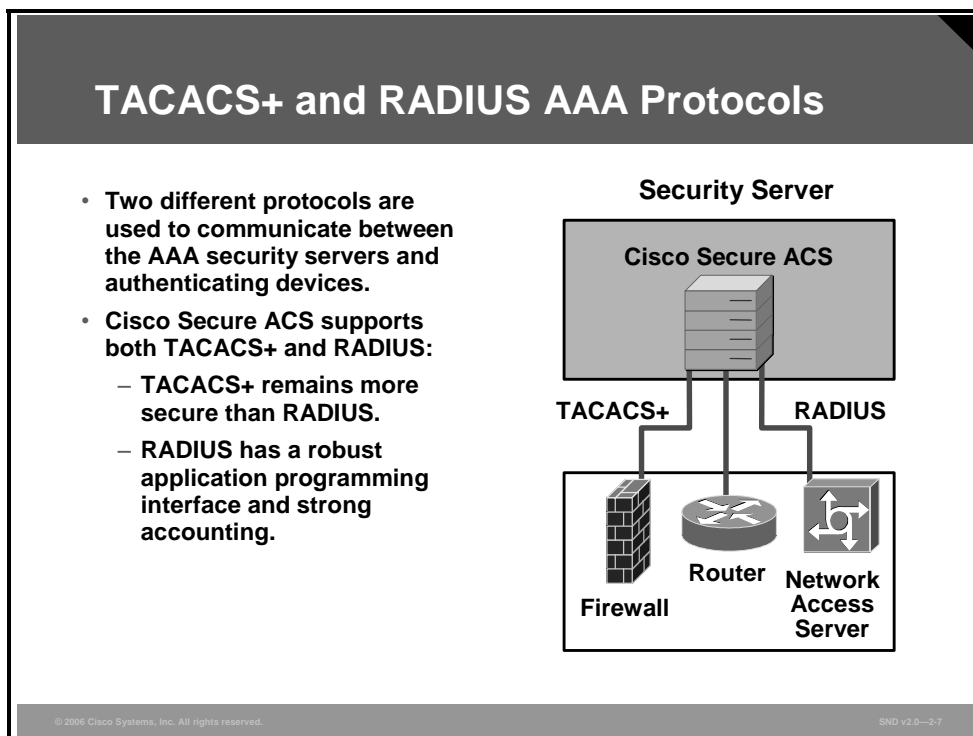 TACACS+ and RADIUS AAA Protocols
• Two different protocols are
used to communicate between
the AAA security servers and
authenticating devices.
• Cisco Secure ACS supports
both TACACS+ and RADIUS:
– TACACS+ remains more
secure than RADIUS.
– RADIUS has a robust
application programming
interface and strong
accounting.
Security Server
Cisco Secure ACS
TACACS+
RADIUS
Firewall
Router
Network
Access
Server
© 2006 Cisco Systems, Inc. All rights reserved.
SND v2.0—2-7